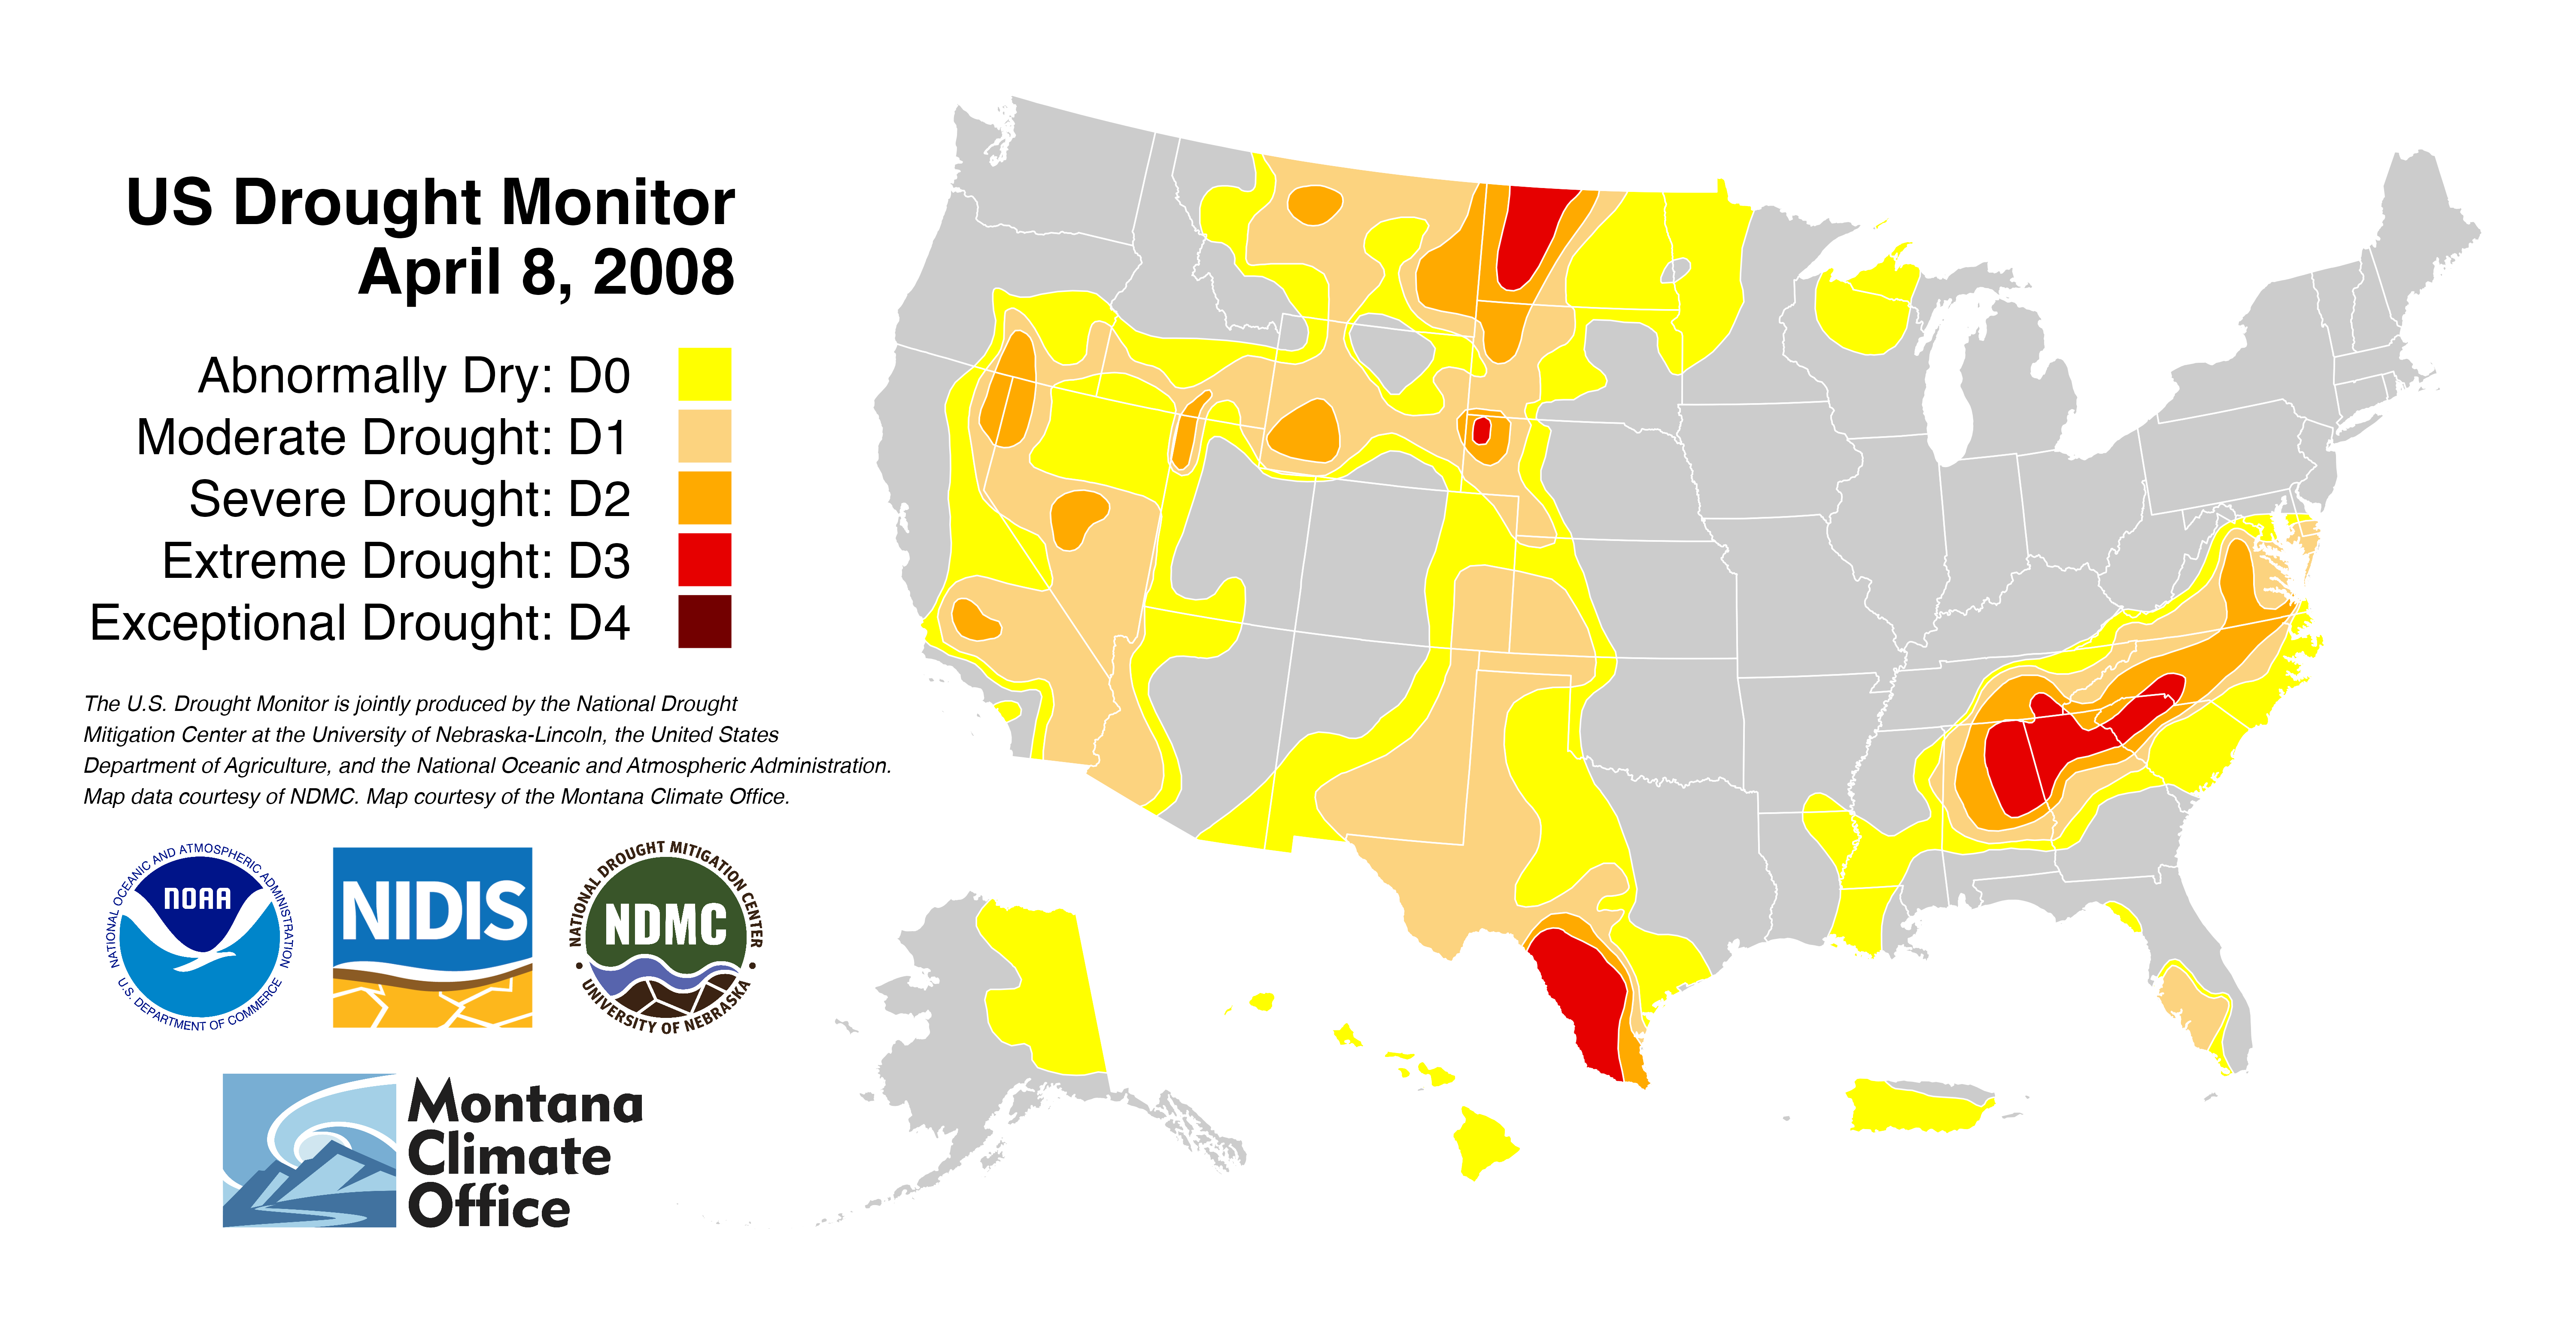 US Drought Monitor
April 8, 2008
Abnormally Dry: D0
Moderate Drought: D1
Severe Drought: D2
Extreme Drought: D3
Exceptional Drought: D4
The U.S. Drought Monitor is jointly produced by the National Drought
Mitigation Center at the University of Nebraska-Lincoln, the United States
Department of Agriculture, and the National Oceanic and Atmospheric Administration.
Map data courtesy of NDMC. Map courtesy of the Montana Climate Office.
NATIONAL OCEANIC AND ATMOSPHERIC ADMINISTRATION
NOAA
U.S. DEPARTMENT OF COMMERCE
NIDIS
NATIONAL DROUGHT MITIGATION CENTER
NDMC
UNIVERSITY OF NEBRASKA
Montana
Climate
Office